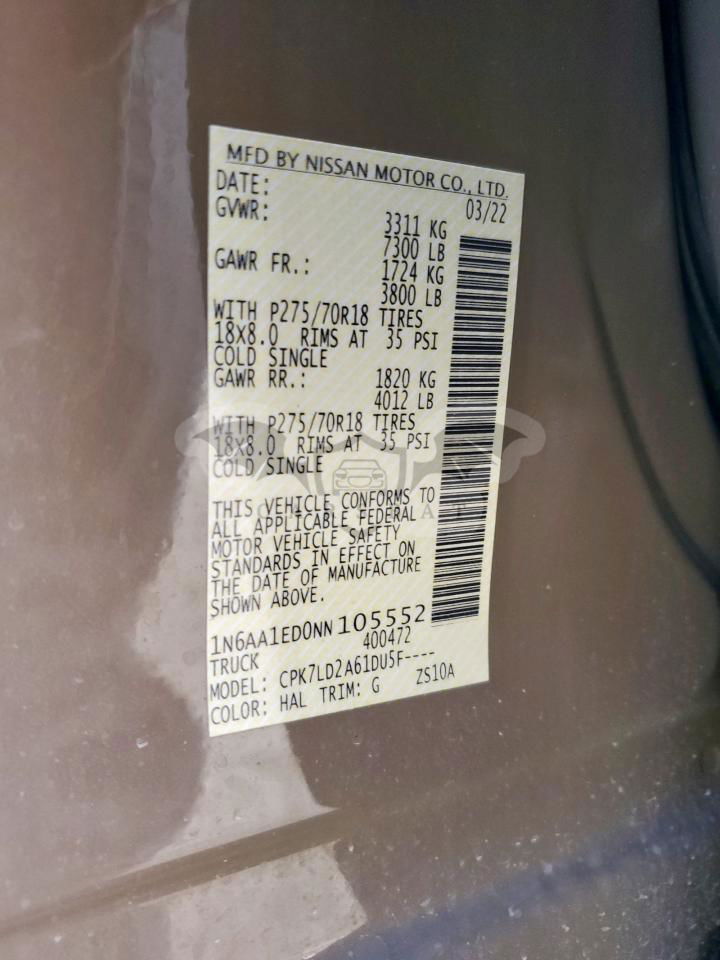 MFD BY NISSAN MOTOR CO., LTD.
DATE: 03/22
GVWR: 3311 KG
7300 LB
GAWR FR.: 1724 KG
3800 LB
WITH P275/70R18 TIRES
18X8.0 RIMS AT 35 PSI
COLD SINGLE
GAWR RR.: 1820 KG
4012 LB
WITH P275/70R18 TIRES
18X8.0 RIMS AT 35 PSI
COLD SINGLE
THIS VEHICLE CONFORMS TO
ALL APPLICABLE FEDERAL
MOTOR VEHICLE SAFETY
STANDARDS IN EFFECT ON
THE DATE OF MANUFACTURE
SHOWN ABOVE.
1N6AA1ED0NN105552
TRUCK 400472
MODEL: CPK7LD2A61DU5F----
COLOR: HAL TRIM: G ZS10A